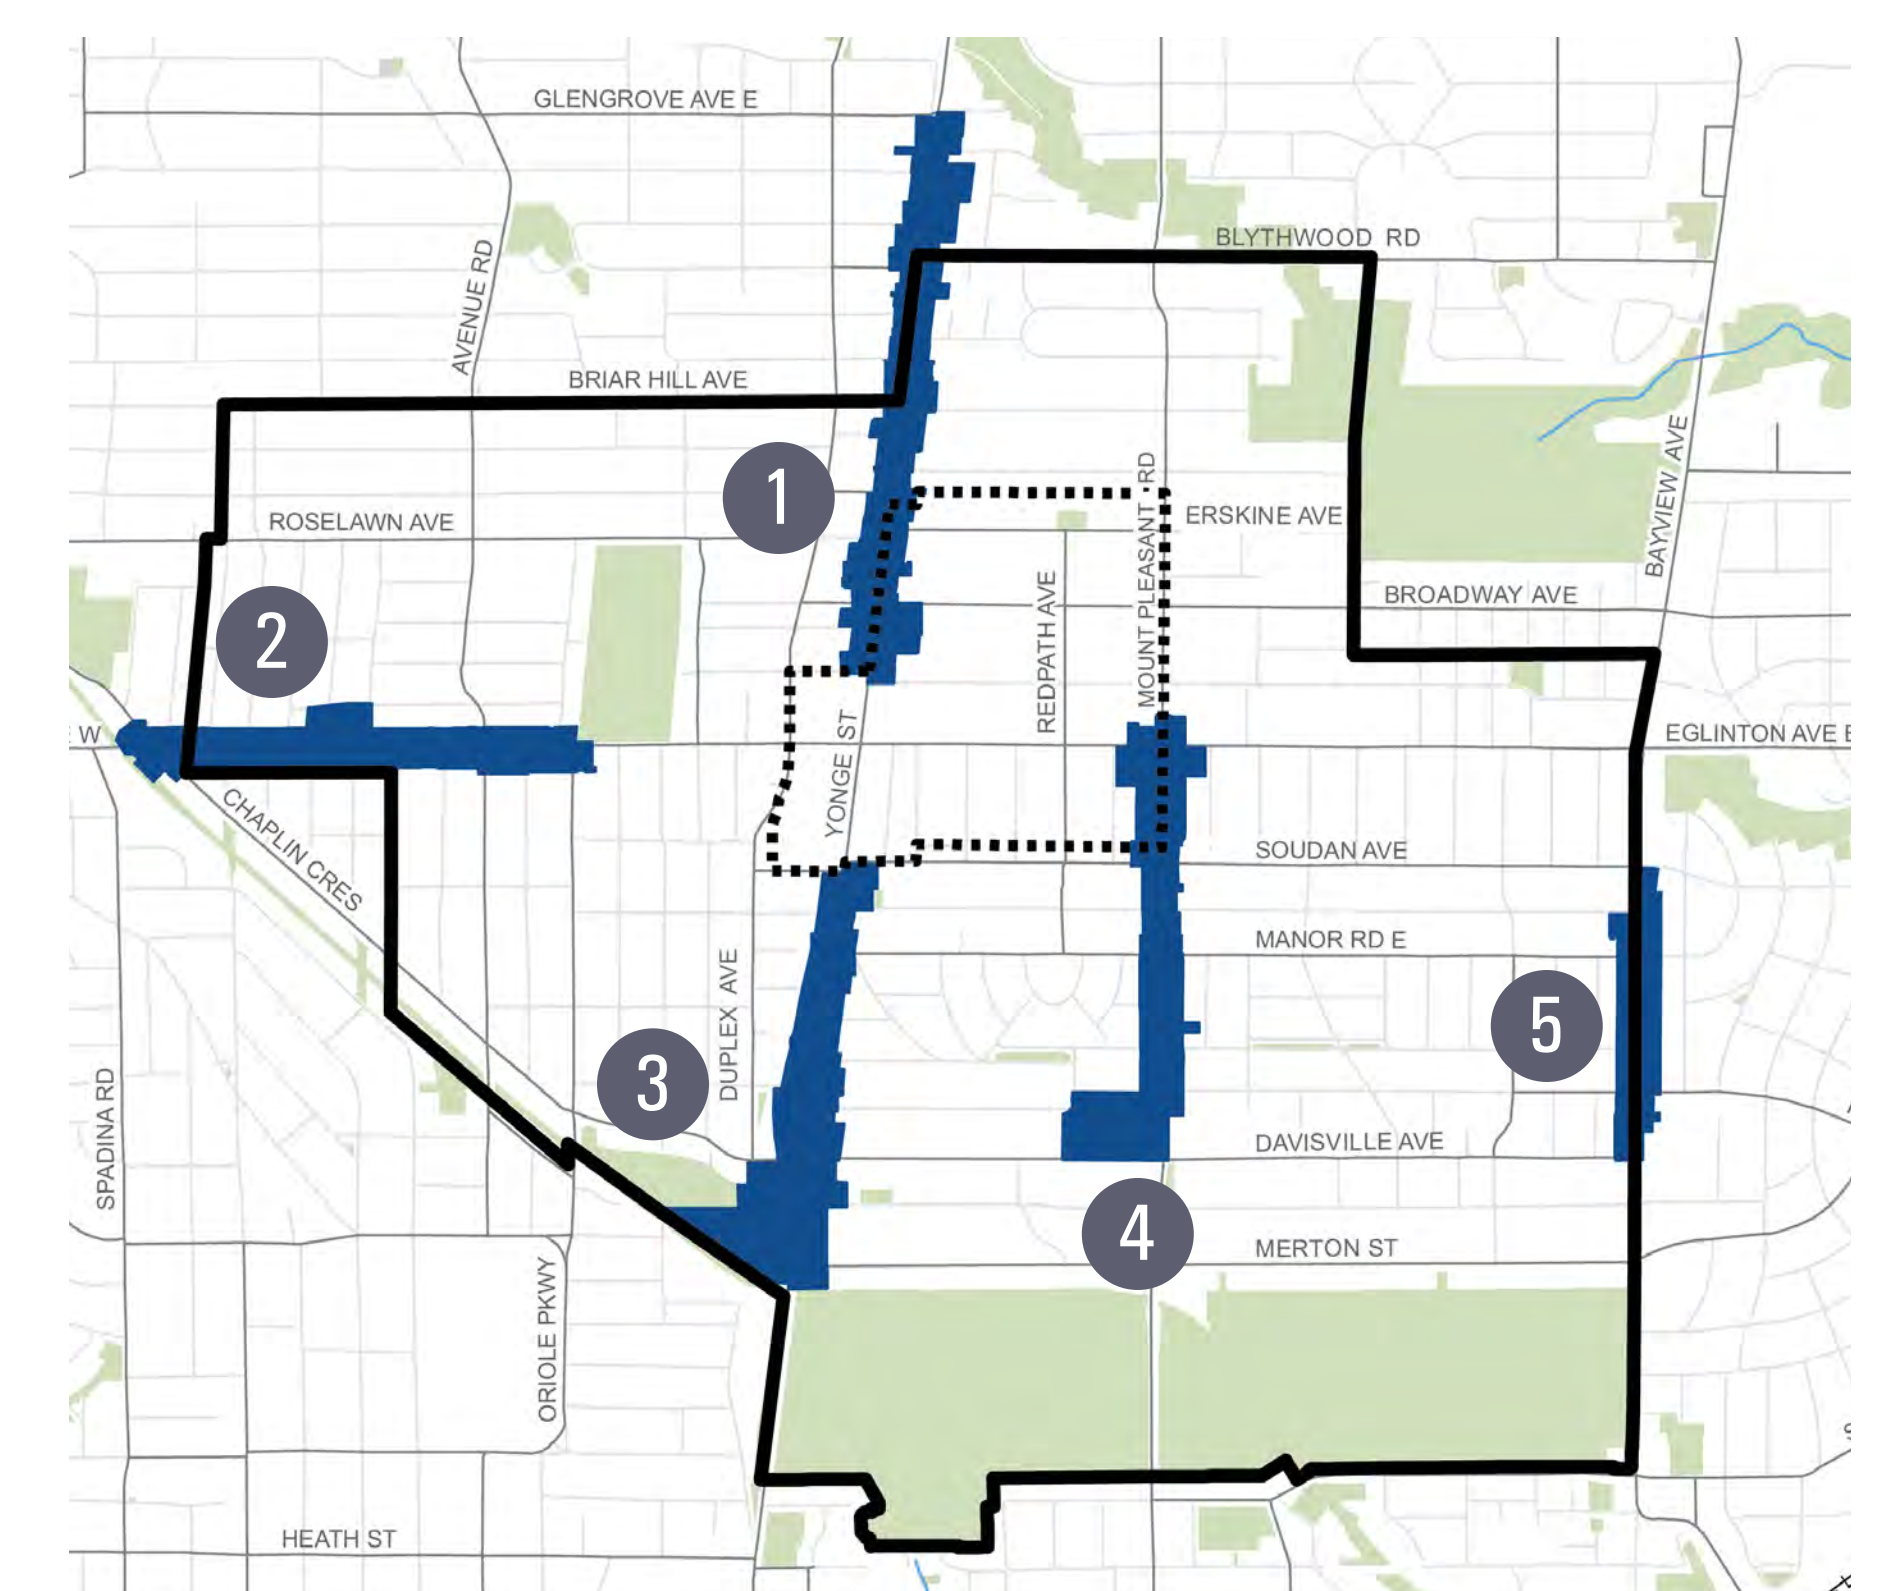 GLENGROVE AVE E
BLYTHWOOD RD
AVENUE RD
BRIAR HILL AVE
1
MOUNT PLEASANT RD
BAYVIEW AVE
ROSELAWN AVE
ERSKINE AVE
REDPATH AVE
BROADWAY AVE
2
W
YONGE ST
EGLINTON AVE E
CHAPLIN CRES
SOUDAN AVE
MANOR RD E
DUPLEX AVE
5
3
SPADINA RD
DAVISVILLE AVE
4
MERTON ST
ORIOLE PKWY
HEATH ST